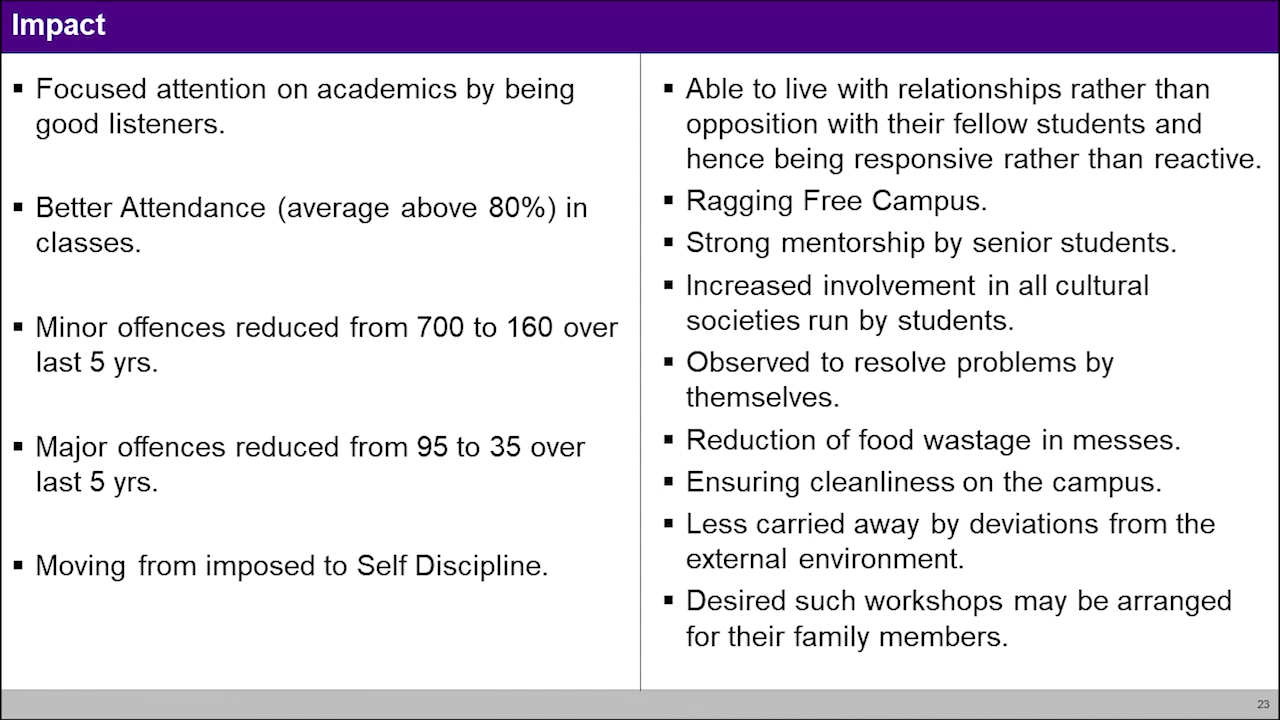 Impact
▪ Focused attention on academics by being
good listeners.
▪ Better Attendance (average above 80%) in
classes.
▪ Minor offences reduced from 700 to 160 over
last 5 yrs.
▪ Major offences reduced from 95 to 35 over
last 5 yrs.
▪ Moving from imposed to Self Discipline.
▪ Able to live with relationships rather than
opposition with their fellow students and
hence being responsive rather than reactive.
▪ Ragging Free Campus.
▪ Strong mentorship by senior students.
▪ Increased involvement in all cultural
societies run by students.
▪ Observed to resolve problems by
themselves.
▪ Reduction of food wastage in messes.
▪ Ensuring cleanliness on the campus.
▪ Less carried away by deviations from the
external environment.
▪ Desired such workshops may be arranged
for their family members.
23